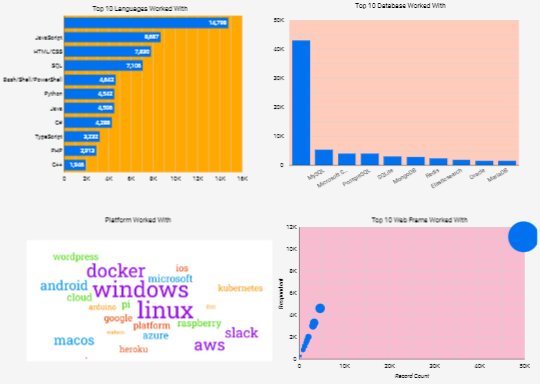 Top 10 Languages Worked With
14,798
JavaScript 8,687
HTML/CSS 7,830
SQL 7,106
Bash/Shell/PowerShell 4,642
Python 4,542
Java 4,506
C# 4,288
TypeScript 3,232
PHP 2,913
C++ 1,946
0 2K 4K 6K 8K 10K 12K 14K 16K
Top 10 Database Worked With
50K
40K
30K
20K
10K
0
MySQL Microsoft S... PostgreSQL SQLite MongoDB Redis Elasticsearch Oracle MariaDB
Platform Worked With
wordpress
docker ios
android windows microsoft kubernetes
cloud arduino pi linux
google platform raspberry
macos azure slack
heroku aws
Top 10 Web Frame Worked With
12K
10K
8K
6K
4K
2K
0
Respondent
0 10K 20K 30K 40K 50K
Record Count